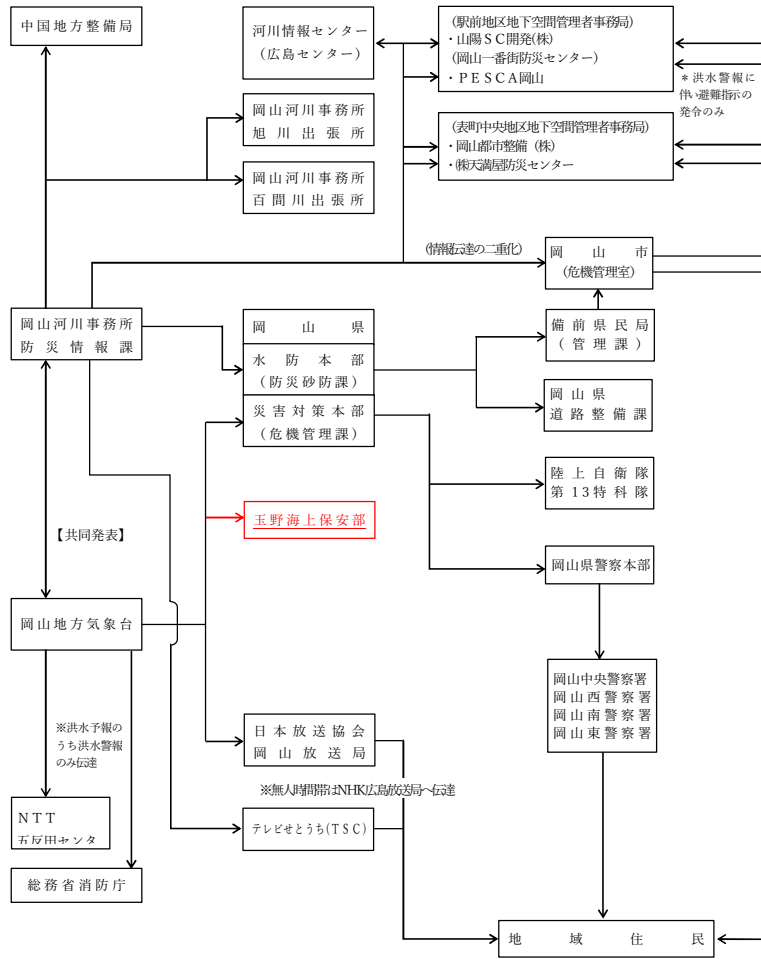 中国地方整備局
河川情報センター
(広島センター)
(駅前地区地下空間管理者事務局)
・山陽ＳＣ開発(株)
(岡山一番街防災センター)
・ＰＥＳＣＡ岡山
＊洪水警報に
伴い避難指示の
発令のみ
岡山河川事務所
旭川出張所
(表町中央地区地下空間管理者事務局)
・岡山都市整備（株）
・㈱天満屋防災センター
岡山河川事務所
百間川出張所
(情報伝達の二重化)
岡山市
(危機管理室)
岡山河川事務所
防災情報課
岡山県
水防本部
(防災砂防課)
災害対策本部
(危機管理課)
備前県民局
(管理課)
岡山県
道路整備課
陸上自衛隊
第13特科隊
玉野海上保安部
【共同発表】
岡山県警察本部
岡山地方気象台
岡山中央警察署
岡山西警察署
岡山南警察署
岡山東警察署
※洪水予報の
うち洪水警報
のみ伝達
日本放送協会
岡山放送局
※無人時間帯はNHK広島放送局へ伝達
NTT
五反田センタ
テレビせとうち(TSC)
総務省消防庁
地域住民